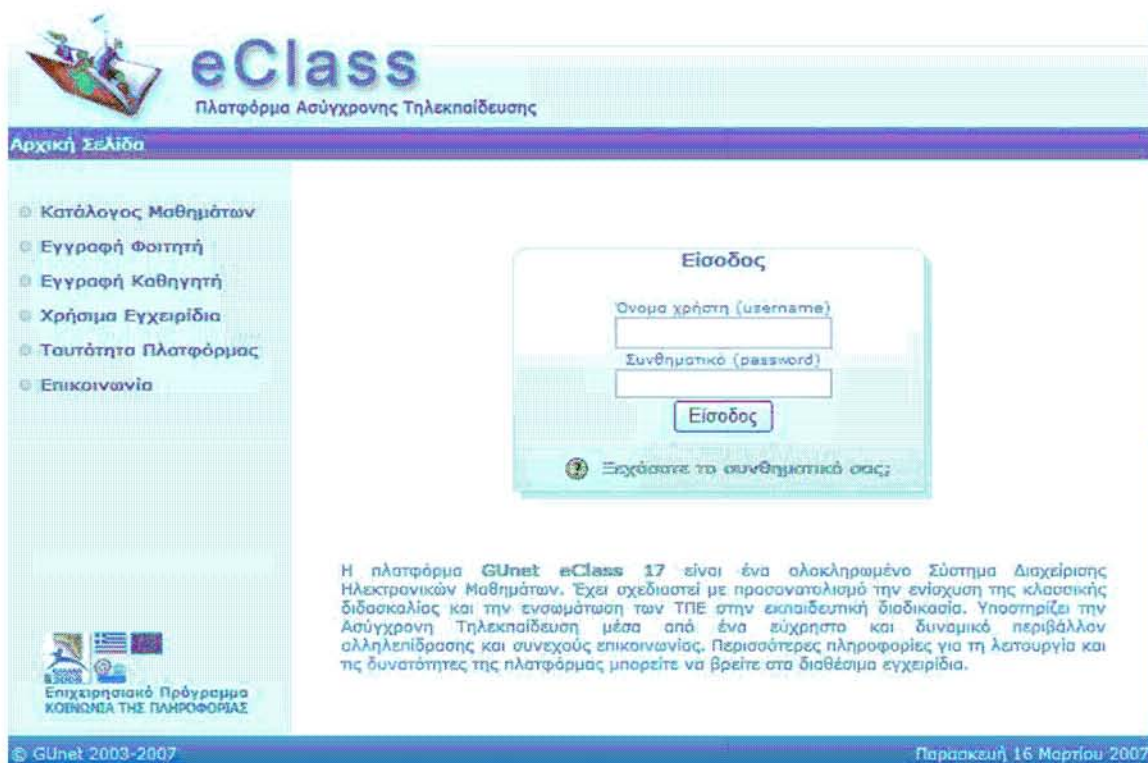 eClass
Πλατφόρμα Ασύγχρονης Τηλεκπαίδευσης
Αρχική Σελίδα
Κατάλογος Μαθημάτων
Εγγραφή Φοιτητή
Εγγραφή Καθηγητή
Χρήσιμα Εγχειρίδια
Ταυτότητα Πλατφόρμας
Επικοινωνία
Είσοδος
Όνομα χρήστη (username)
Συνθηματικό (password)
Είσοδος
Ξεχάσατε το συνθηματικό σας;
Η πλατφόρμα GUnet eClass 17 είναι ένα ολοκληρωμένο Σύστημα Διαχείρισης
Ηλεκτρονικών Μαθημάτων. Έχει σχεδιαστεί με προσανατολισμό την ενίσχυση της κλασσικής
διδασκαλίας και την ενσωμάτωση των ΤΠΕ στην εκπαιδευτική διαδικασία. Υποστηρίζει την
Ασύγχρονη Τηλεκπαίδευση μέσα από ένα εύχρηστο και δυναμικό περιβάλλον
αλληλεπίδρασης και συνεχούς επικοινωνίας. Περισσότερες πληροφορίες για τη λειτουργία και
τις δυνατότητες της πλατφόρμας μπορείτε να βρείτε στα διαθέσιμα εγχειρίδια.
Επιχειρησιακό Πρόγραμμα
ΚΟΙΝΩΝΙΑ ΤΗΣ ΠΛΗΡΟΦΟΡΙΑΣ
© GUnet 2003-2007
Παρασκευή 16 Μαρτίου 2007